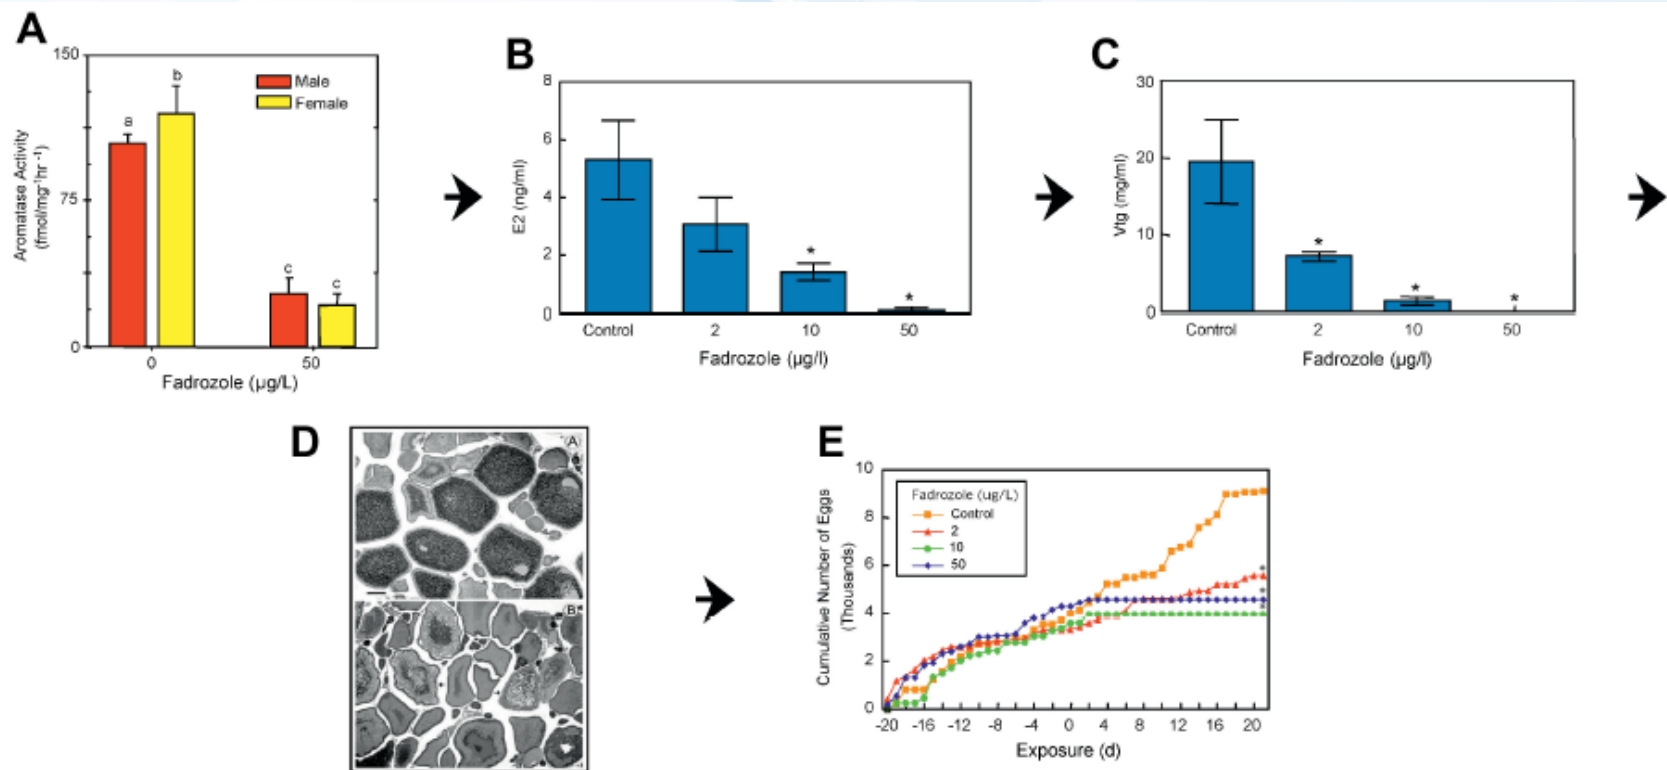 A
150
75
0
Aromatase Activity
(fmol/mg⁻¹hr⁻¹)
a
b
c
c
Male
Female
0
50
Fadrozole (µg/L)
B
8
6
4
2
0
E2 (ng/ml)
*
*
Control
2
10
50
Fadrozole (µg/l)
C
30
20
10
0
Vtg (mg/ml)
*
*
*
Control
2
10
50
Fadrozole (µg/l)
D
(A)
(B)
E
10
8
6
4
2
0
Cumulative Number of Eggs
(Thousands)
Fadrozole (ug/L)
Control
2
10
50
*
*
*
-20 -16 -12 -8 -4 0 4 8 12 16 20
Exposure (d)